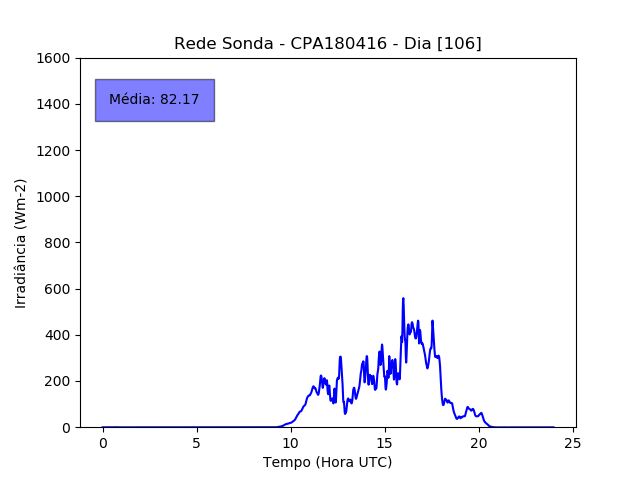 Rede Sonda - CPA180416 - Dia [106]
Média: 82.17
Irradiância (Wm-2)
1600
1400
1200
1000
800
600
400
200
0
0 5 10 15 20 25
Tempo (Hora UTC)